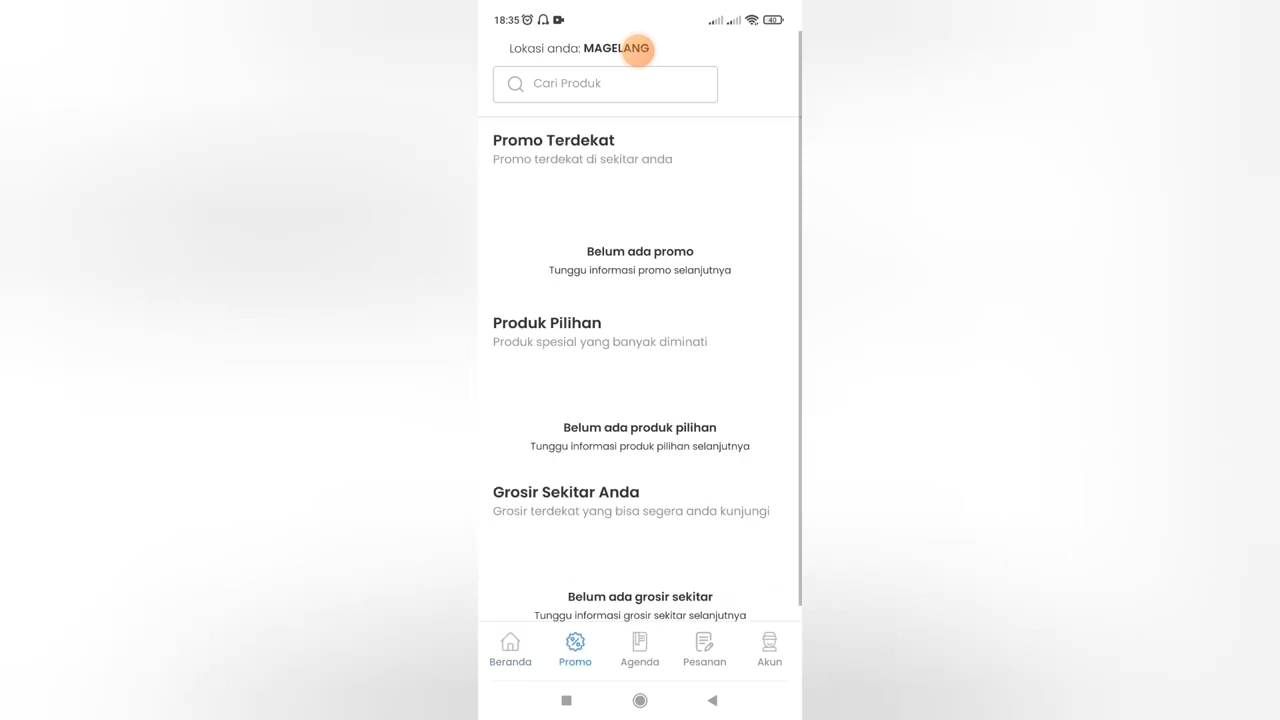 18:35
40
Lokasi anda: MAGELANG
Cari Produk
Promo Terdekat
Promo terdekat di sekitar anda
Belum ada promo
Tunggu informasi promo selanjutnya
Produk Pilihan
Produk spesial yang banyak diminati
Belum ada produk pilihan
Tunggu informasi produk pilihan selanjutnya
Grosir Sekitar Anda
Grosir terdekat yang bisa segera anda kunjungi
Belum ada grosir sekitar
Tunggu informasi grosir sekitar selanjutnya
Beranda Promo Agenda Pesanan Akun